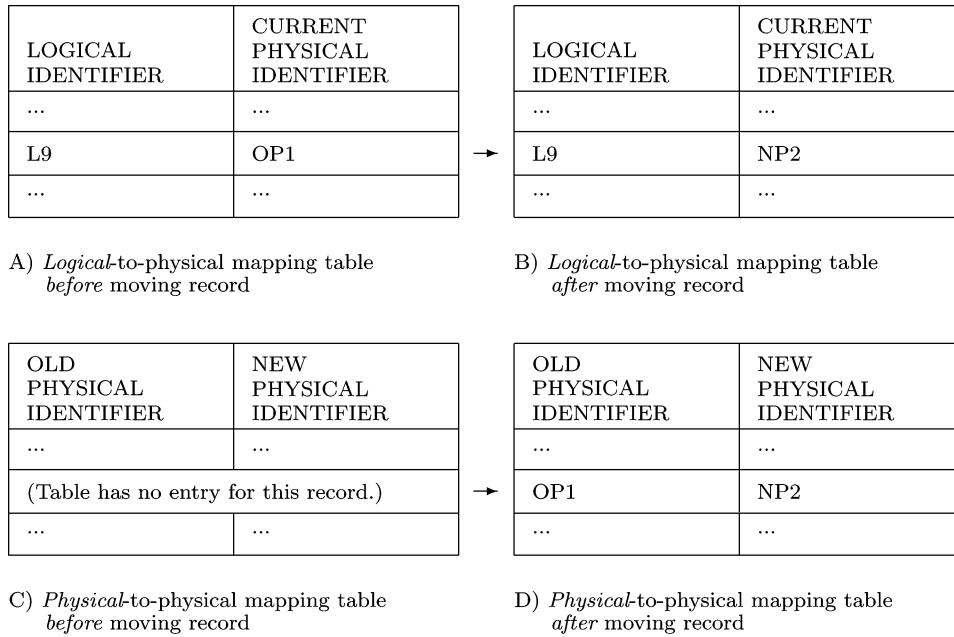 LOGICAL
IDENTIFIER
CURRENT
PHYSICAL
IDENTIFIER
...
...
L9
OP1
...
...
LOGICAL
IDENTIFIER
CURRENT
PHYSICAL
IDENTIFIER
...
...
L9
NP2
...
...
A) Logical-to-physical mapping table
before moving record
B) Logical-to-physical mapping table
after moving record
OLD
PHYSICAL
IDENTIFIER
NEW
PHYSICAL
IDENTIFIER
...
...
(Table has no entry for this record.)
...
...
OLD
PHYSICAL
IDENTIFIER
NEW
PHYSICAL
IDENTIFIER
...
...
OP1
NP2
...
...
C) Physical-to-physical mapping table
before moving record
D) Physical-to-physical mapping table
after moving record